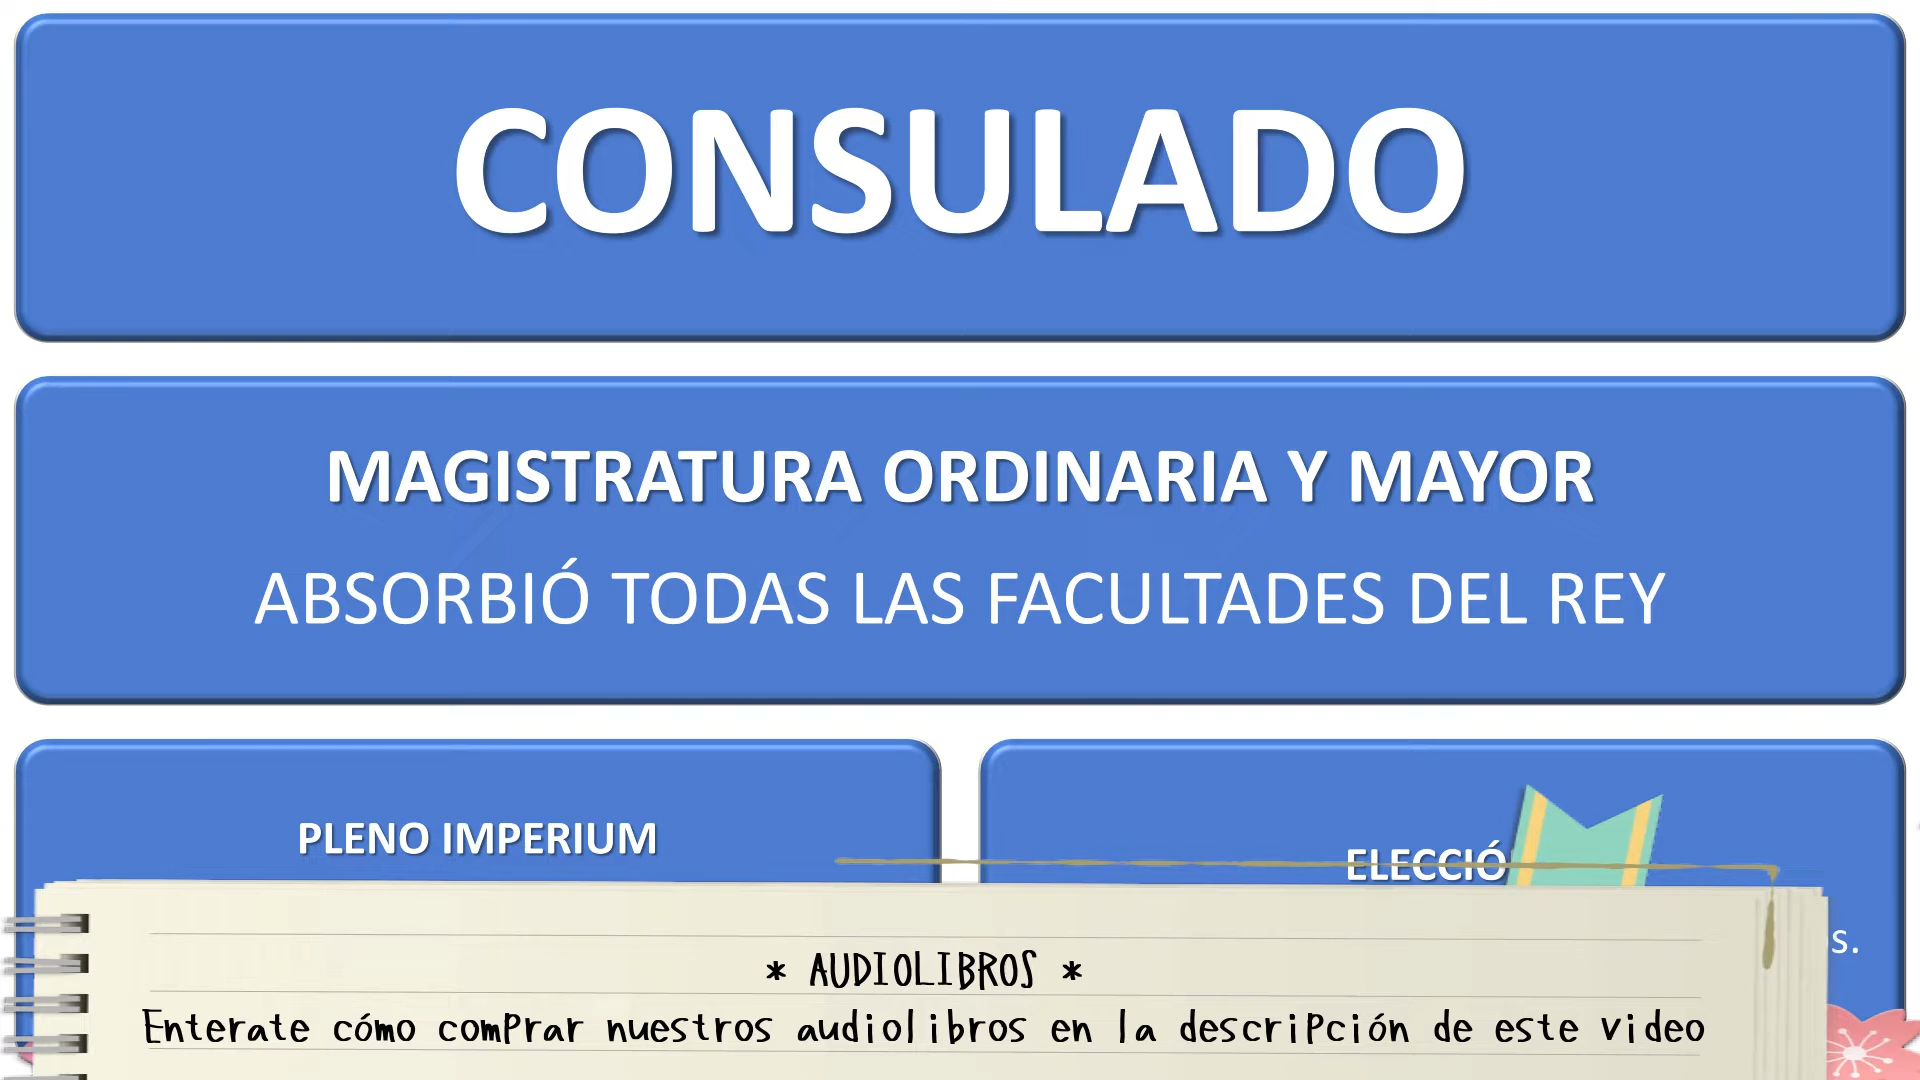 CONSULADO
MAGISTRATURA ORDINARIA Y MAYOR
ABSORBIÓ TODAS LAS FACULTADES DEL REY
PLENO IMPERIUM
* AUDIOLIBROS *
Enterate cómo comprar nuestros audiolibros en la descripción de este video